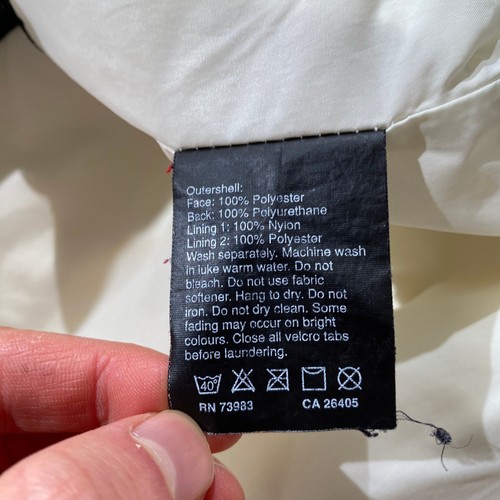 Outershell:
Face: 100% Polyester
Back: 100% Polyurethane
Lining 1: 100% Nylon
Lining 2: 100% Polyester
Wash separately. Machine wash
in luke warm water. Do not
bleach. Do not use fabric
softener. Hang to dry. Do not
iron. Do not dry clean. Some
fading may occur on bright
colours. Close all velcro tabs
before laundering.
40°
RN 73983 CA 26405